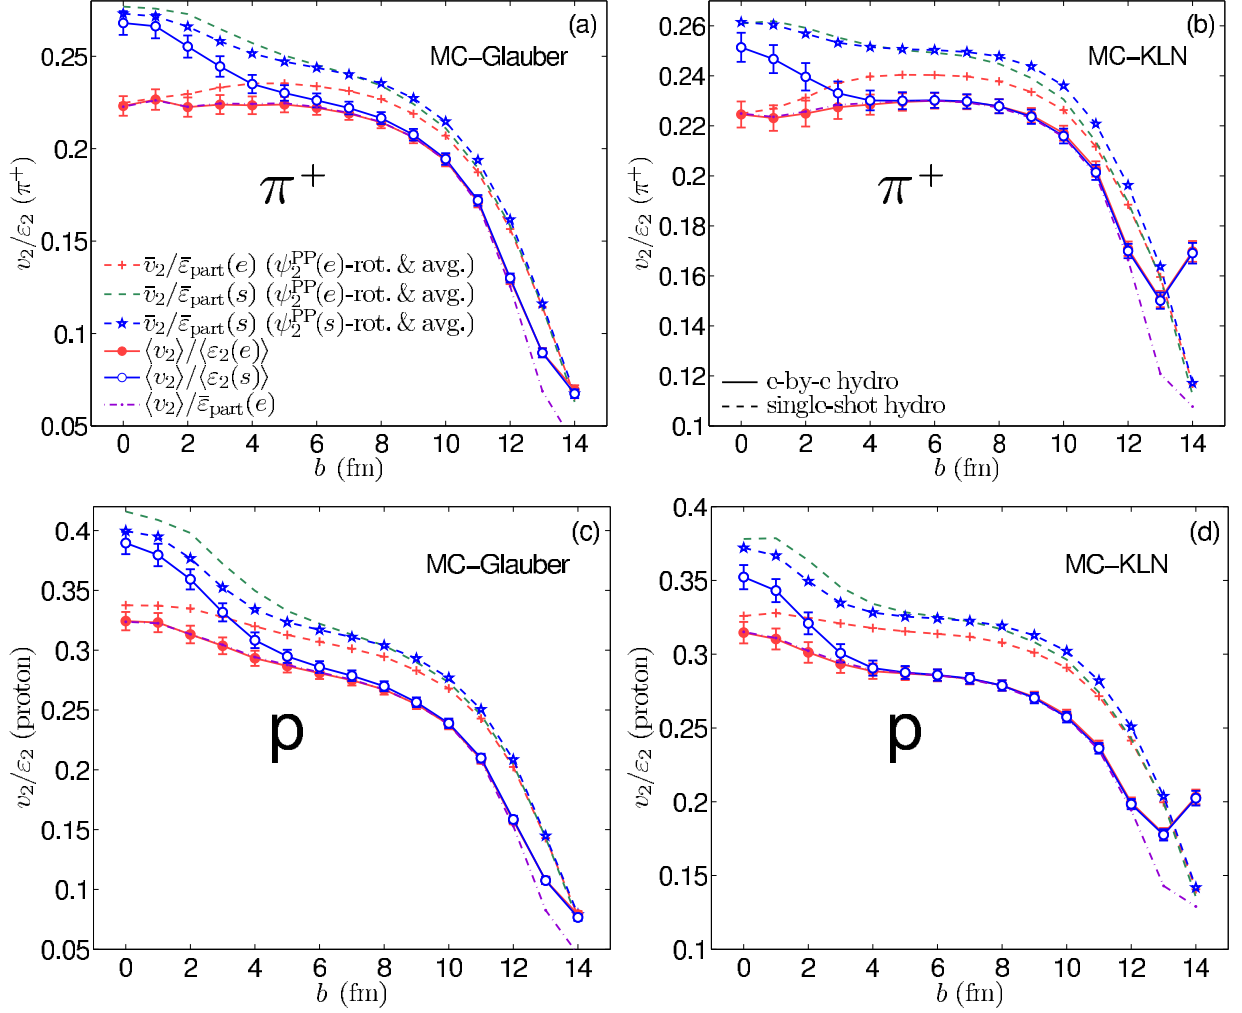 (a)
MC–Glauber
0.25
0.2
0.15
0.1
0.05
v₂/ε₂ (π⁺)
π⁺
v̄₂/ε̄part(e) (ψ₂^PP(e)-rot. & avg.)
v̄₂/ε̄part(s) (ψ₂^PP(e)-rot. & avg.)
v̄₂/ε̄part(s) (ψ₂^PP(s)-rot. & avg.)
⟨v₂⟩/⟨ε₂(e)⟩
⟨v₂⟩/⟨ε₂(s)⟩
⟨v₂⟩/ε̄part(e)
0 2 4 6 8 10 12 14
b (fm)
(b)
MC–KLN
0.26
0.24
0.22
0.2
0.18
0.16
0.14
0.12
0.1
v₂/ε₂ (π⁺)
π⁺
e-by-e hydro
single-shot hydro
0 2 4 6 8 10 12 14
b (fm)
(c)
MC–Glauber
0.4
0.35
0.3
0.25
0.2
0.15
0.1
0.05
v₂/ε₂ (proton)
p
0 2 4 6 8 10 12 14
b (fm)
(d)
MC–KLN
0.4
0.35
0.3
0.25
0.2
0.15
0.1
v₂/ε₂ (proton)
p
0 2 4 6 8 10 12 14
b (fm)